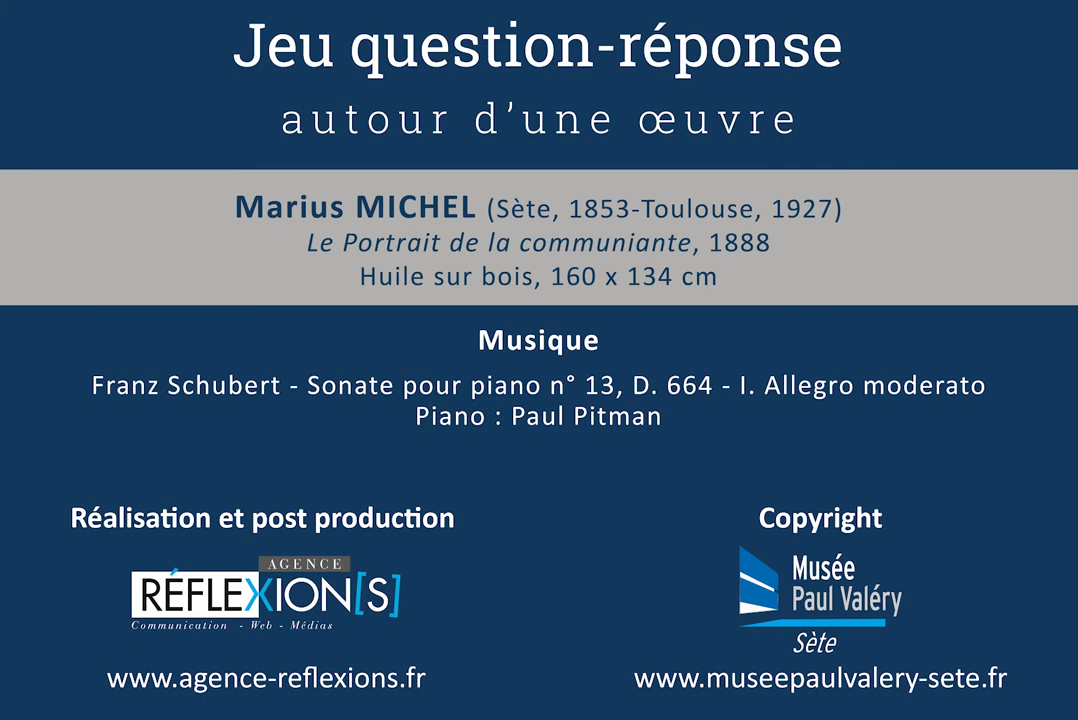 Jeu question-réponse
autour d'une œuvre
Marius MICHEL (Sète, 1853-Toulouse, 1927)
Le Portrait de la communiante, 1888
Huile sur bois, 160 x 134 cm
Musique
Franz Schubert - Sonate pour piano n° 13, D. 664 - I. Allegro moderato
Piano : Paul Pitman
Réalisation et post production
AGENCE
RÉFLEXION[S]
Communication - Web - Médias
www.agence-reflexions.fr
Copyright
Musée
Paul Valéry
Sète
www.museepaulvalery-sete.fr